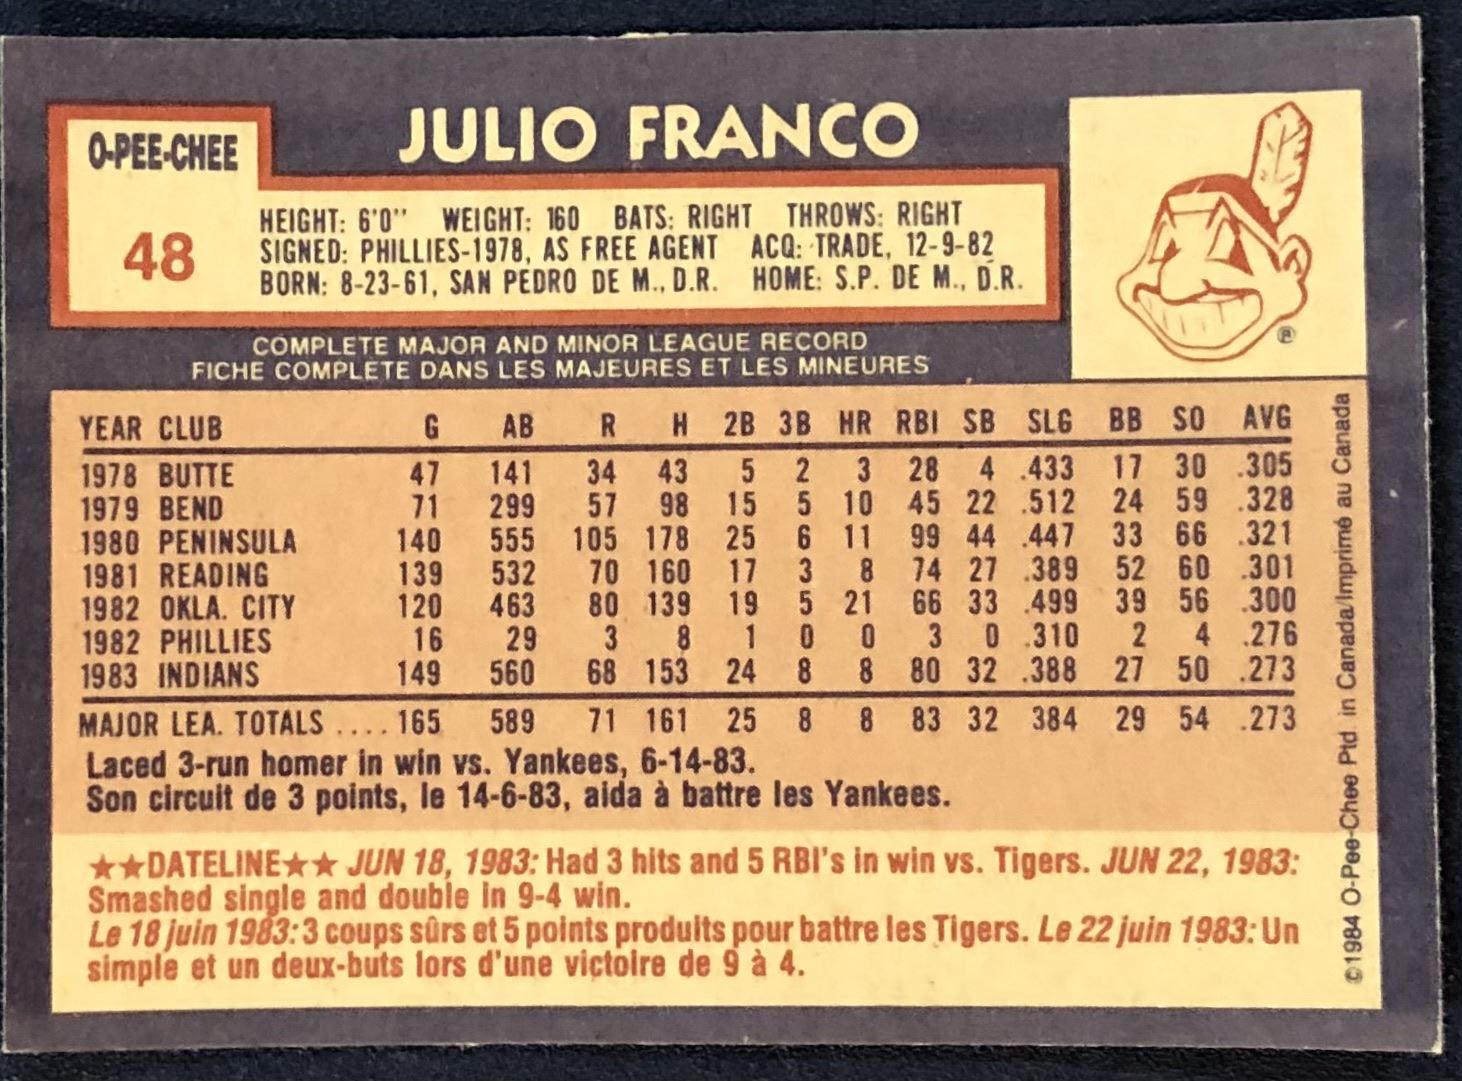 O-PEE-CHEE
48
JULIO FRANCO
HEIGHT: 6'0" WEIGHT: 160 BATS: RIGHT THROWS: RIGHT
SIGNED: PHILLIES-1978, AS FREE AGENT ACQ: TRADE, 12-9-82
BORN: 8-23-61, SAN PEDRO DE M., D.R. HOME: S.P. DE M., D.R.
®
COMPLETE MAJOR AND MINOR LEAGUE RECORD
FICHE COMPLETE DANS LES MAJEURES ET LES MINEURES
YEAR CLUB G AB R H 2B 3B HR RBI SB SLG BB SO AVG
1978 BUTTE 47 141 34 43 5 2 3 28 4 .433 17 30 .305
1979 BEND 71 299 57 98 15 5 10 45 22 .512 24 59 .328
1980 PENINSULA 140 555 105 178 25 6 11 99 44 .447 33 66 .321
1981 READING 139 532 70 160 17 3 8 74 27 .389 52 60 .301
1982 OKLA. CITY 120 463 80 139 19 5 21 66 33 .499 39 56 .300
1982 PHILLIES 16 29 3 8 1 0 0 3 0 .310 2 4 .276
1983 INDIANS 149 560 68 153 24 8 8 80 32 .388 27 50 .273
MAJOR LEA. TOTALS .... 165 589 71 161 25 8 8 83 32 384 29 54 .273
Laced 3-run homer in win vs. Yankees, 6-14-83.
Son circuit de 3 points, le 14-6-83, aida à battre les Yankees.
★★DATELINE★★ JUN 18, 1983: Had 3 hits and 5 RBI's in win vs. Tigers. JUN 22, 1983:
Smashed single and double in 9-4 win.
Le 18 juin 1983: 3 coups sûrs et 5 points produits pour battre les Tigers. Le 22 juin 1983: Un
simple et un deux-buts lors d'une victoire de 9 à 4.
©1984 O-Pee-Chee Ptd in Canada/Imprimé au Canada